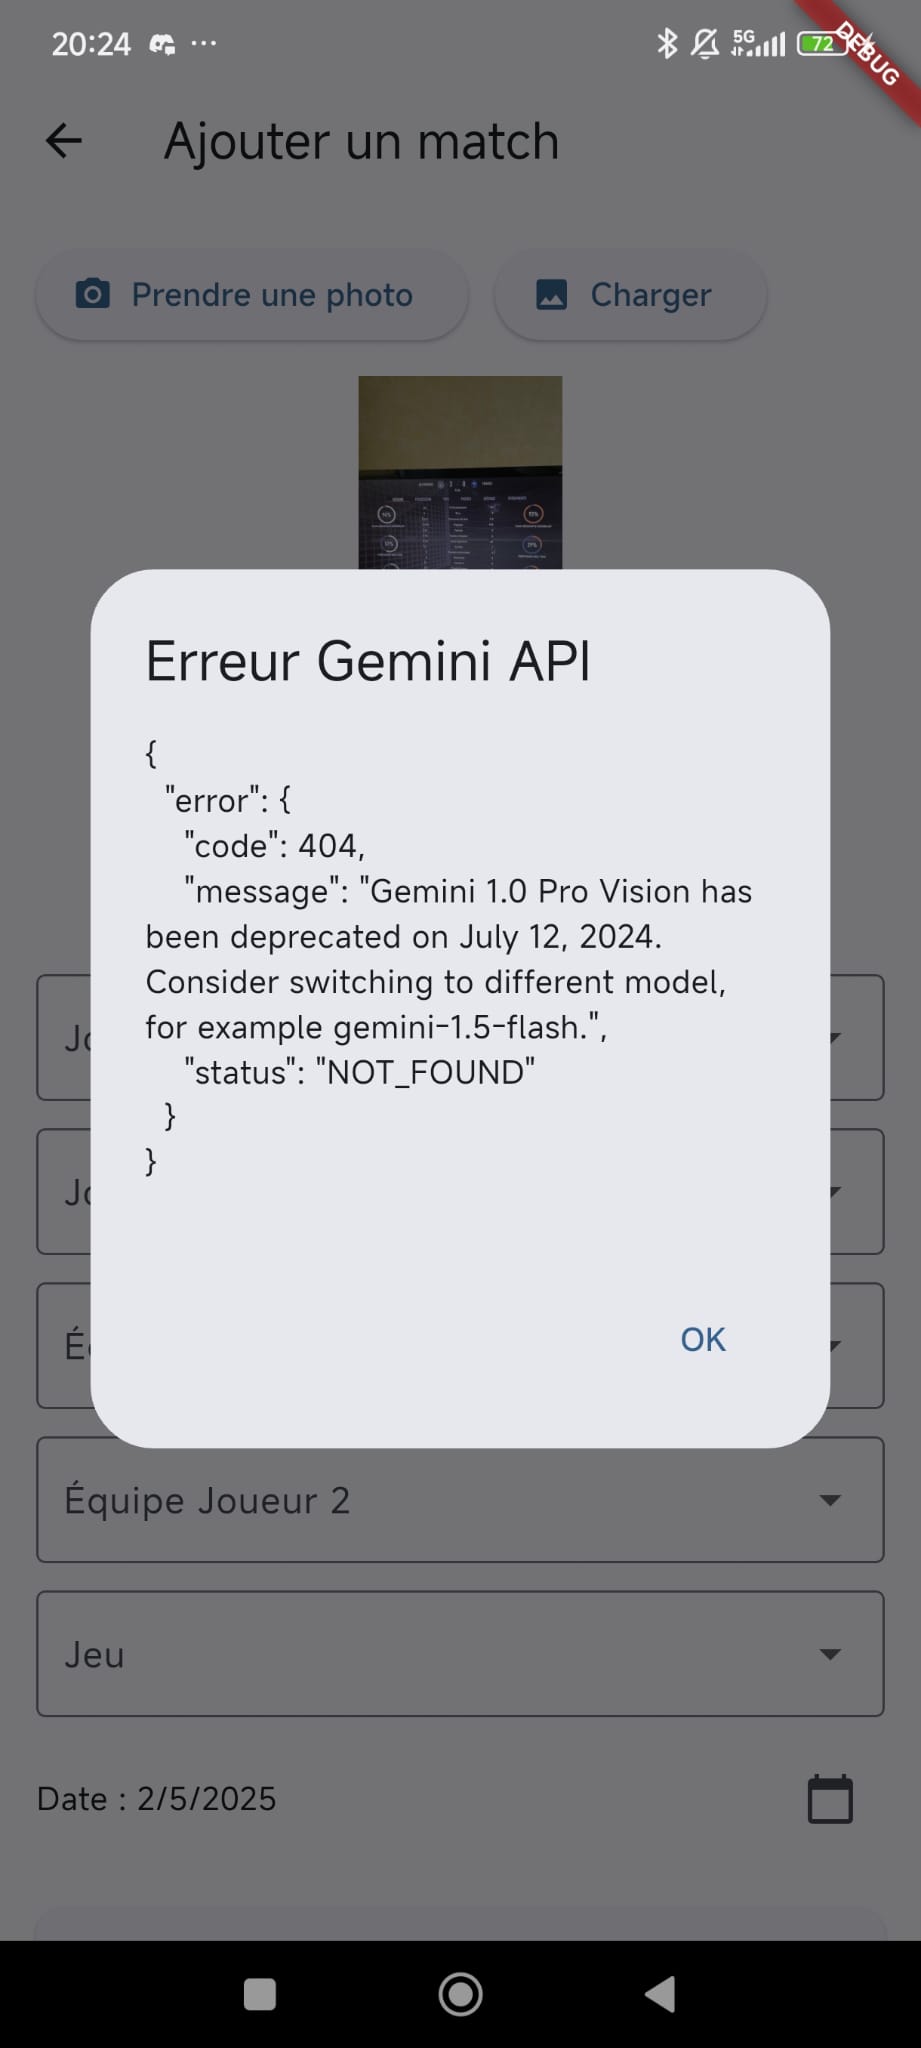 20:24
5G
72
DEBUG
Ajouter un match
Prendre une photo
Charger
Erreur Gemini API
{
"error": {
"code": 404,
"message": "Gemini 1.0 Pro Vision has
been deprecated on July 12, 2024.
Consider switching to different model,
for example gemini-1.5-flash.",
"status": "NOT_FOUND"
}
}
OK
Équipe Joueur 2
Jeu
Date : 2/5/2025